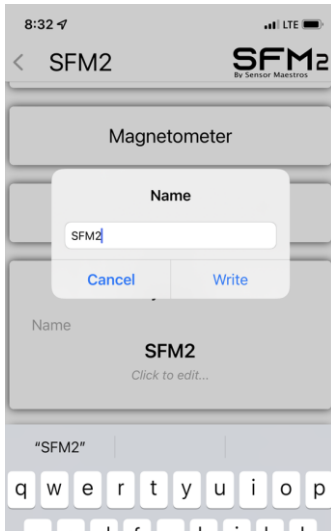 8:32
LTE
SFM2
SFM2
By Sensor Maestros
Magnetometer
Name
SFM2
Cancel
Write
Name
SFM2
Click to edit...
"SFM2"
q w e r t y u i o p